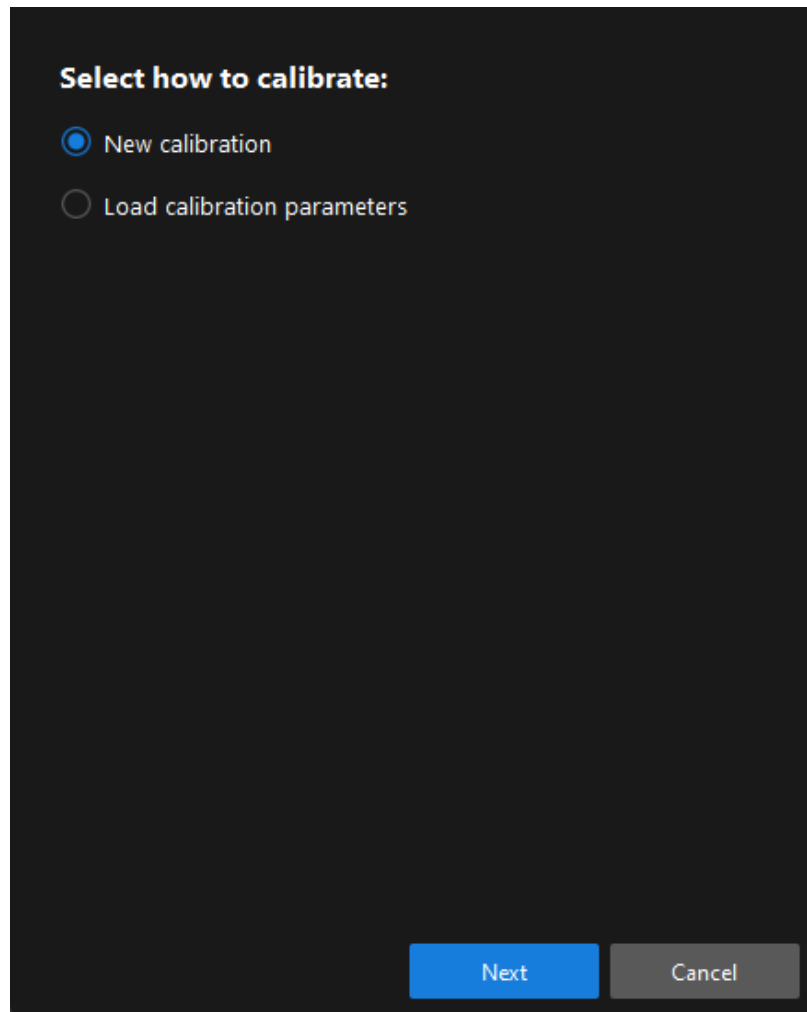 Select how to calibrate:
New calibration
Load calibration parameters
Next
Cancel